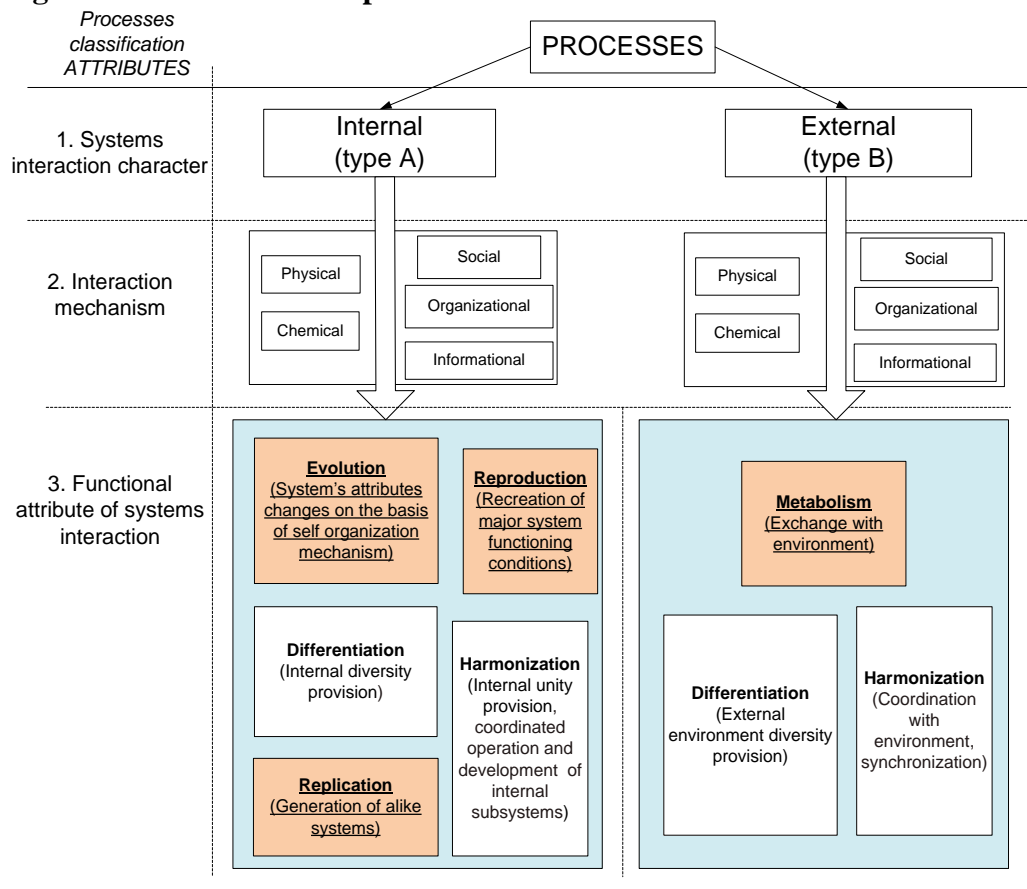 Processes
classification
ATTRIBUTES
PROCESSES
1. Systems
interaction character
Internal
(type A)
External
(type B)
2. Interaction
mechanism
Physical
Chemical
Social
Organizational
Informational
Physical
Chemical
Social
Organizational
Informational
3. Functional
attribute of systems
interaction
Evolution
(System's attributes
changes on the basis
of self organization
mechanism)
Reproduction
(Recreation of
major system
functioning
conditions)
Differentiation
(Internal diversity
provision)
Harmonization
(Internal unity
provision,
coordinated
operation and
development of
internal
subsystems)
Replication
(Generation of alike
systems)
Metabolism
(Exchange with
environment)
Differentiation
(External
environment diversity
provision)
Harmonization
(Coordination
with
environment,
synchronization)